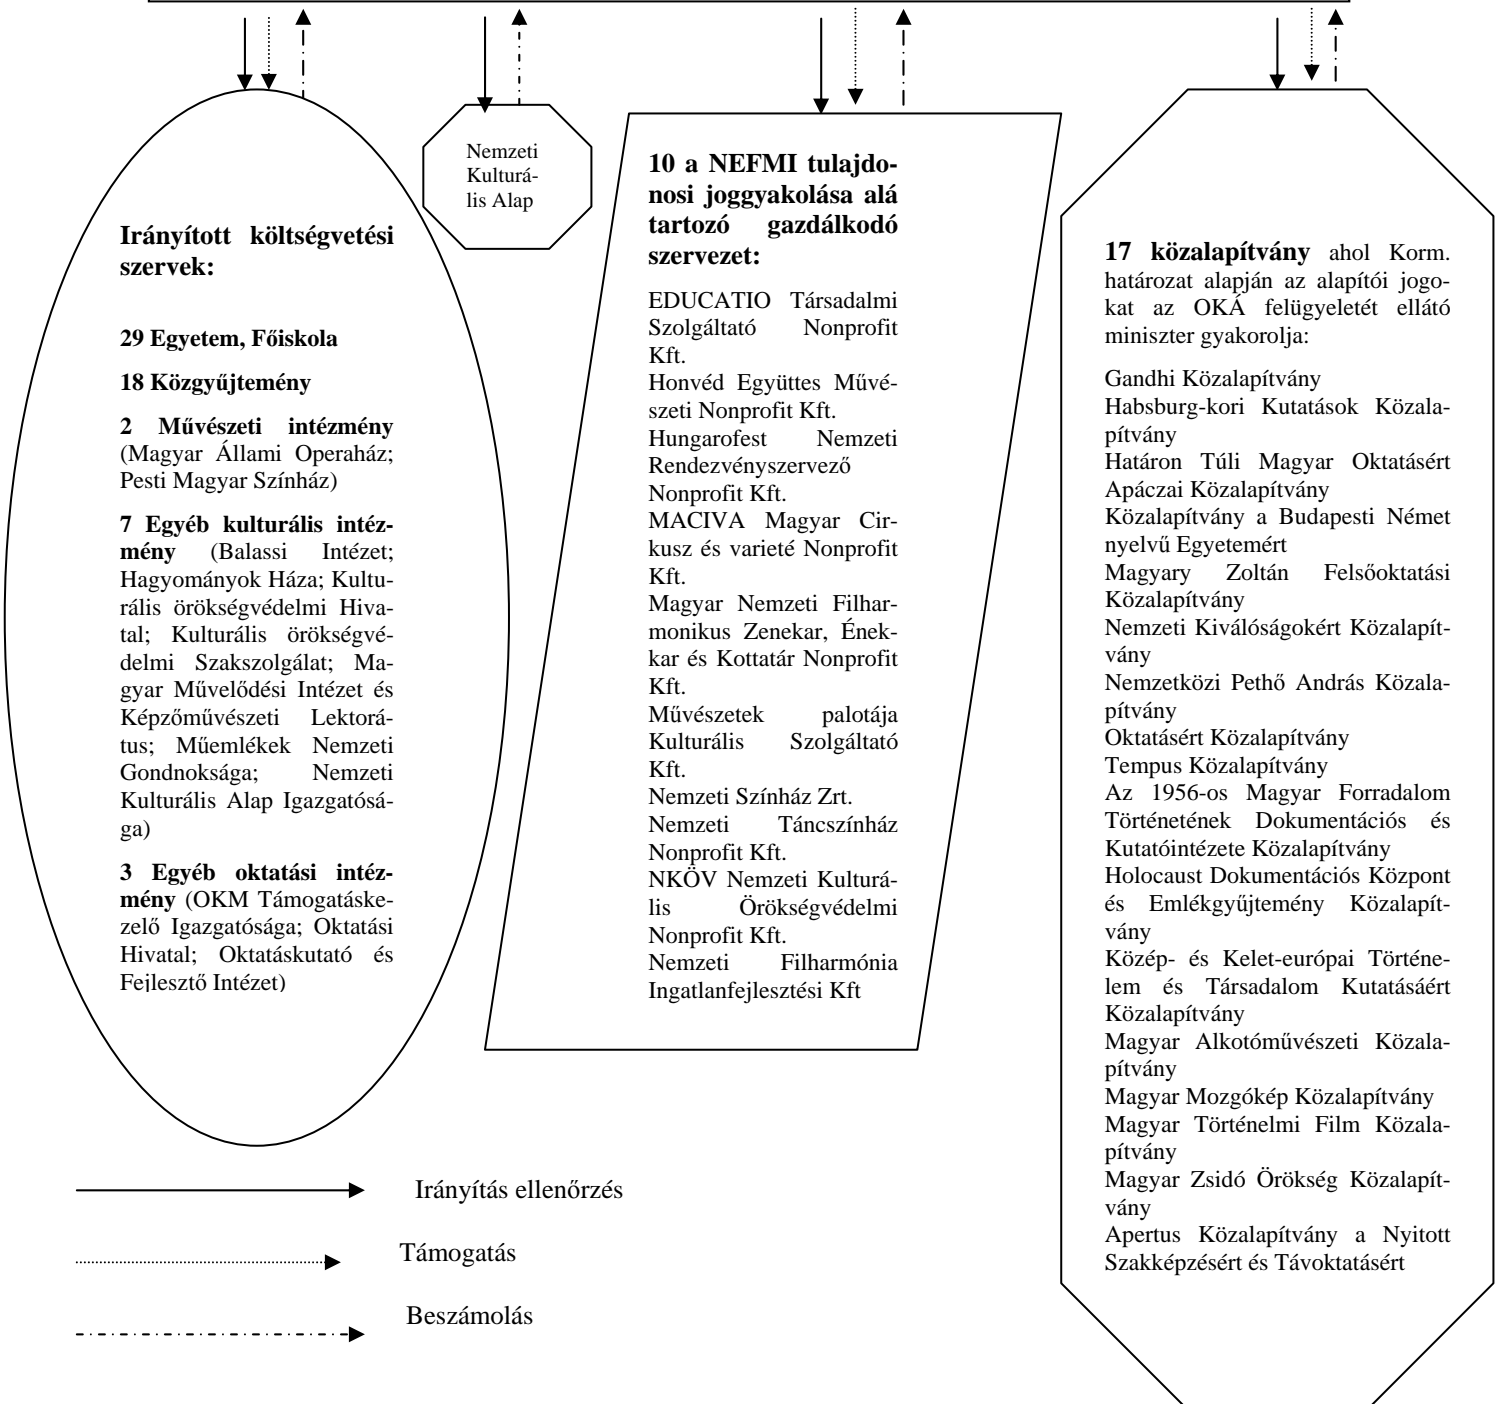 Irányított költségvetési
szervek:
29 Egyetem, Főiskola
18 Közgyűjtemény
2 Művészeti intézmény
(Magyar Állami Operaház;
Pesti Magyar Színház)
7 Egyéb kulturális intéz-
mény (Balassi Intézet;
Hagyományok Háza; Kultu-
rális örökségvédelmi Hiva-
tal; Kulturális örökségvé-
delmi Szakszolgálat; Ma-
gyar Művelődési Intézet és
Képzőművészeti Lektorá-
tus; Műemlékek Nemzeti
Gondnoksága; Nemzeti
Kulturális Alap Igazgatósá-
ga)
3 Egyéb oktatási intéz-
mény (OKM Támogatáske-
zelő Igazgatósága; Oktatási
Hivatal; Oktatáskutató és
Fejlesztő Intézet)
Nemzeti
Kulturá-
lis Alap
10 a NEFMI tulajdo-
nosi joggyakolása alá
tartozó gazdálkodó
szervezet:
EDUCATIO Társadalmi
Szolgáltató Nonprofit
Kft.
Honvéd Együttes Művé-
szeti Nonprofit Kft.
Hungarofest Nemzeti
Rendezvényszervező
Nonprofit Kft.
MACIVA Magyar Cir-
kusz és varieté Nonprofit
Kft.
Magyar Nemzeti Filhar-
monikus Zenekar, Ének-
kar és Kottatár Nonprofit
Kft.
Művészetek palotája
Kulturális Szolgáltató
Kft.
Nemzeti Színház Zrt.
Nemzeti Táncszínház
Nonprofit Kft.
NKÖV Nemzeti Kulturá-
lis Örökségvédelmi
Nonprofit Kft.
Nemzeti Filharmónia
Ingatlanfejlesztési Kft
17 közalapítvány ahol Korm.
határozat alapján az alapítói jogo-
kat az OKÁ felügyeletét ellátó
miniszter gyakorolja:
Gandhi Közalapítvány
Habsburg-kori Kutatások Közala-
pítvány
Határon Túli Magyar Oktatásért
Apáczai Közalapítvány
Közalapítvány a Budapesti Német
nyelvű Egyetemért
Magyary Zoltán Felsőoktatási
Közalapítvány
Nemzeti Kiválóságokért Közalapít-
vány
Nemzetközi Pethő András Közala-
pítvány
Oktatásért Közalapítvány
Tempus Közalapítvány
Az 1956-os Magyar Forradalom
Történetének Dokumentációs és
Kutatóintézete Közalapítvány
Holocaust Dokumentációs Központ
és Emlékgyűjtemény Közalapít-
vány
Közép- és Kelet-európai Történe-
lem és Társadalom Kutatásáért
Közalapítvány
Magyar Alkotóművészeti Közala-
pítvány
Magyar Mozgókép Közalapítvány
Magyar Történelmi Film Közala-
pítvány
Magyar Zsidó Örökség Közalapít-
vány
Apertus Közalapítvány a Nyitott
Szakképzésért és Távoktatásért
Irányítás ellenőrzés
Támogatás
Beszámolás